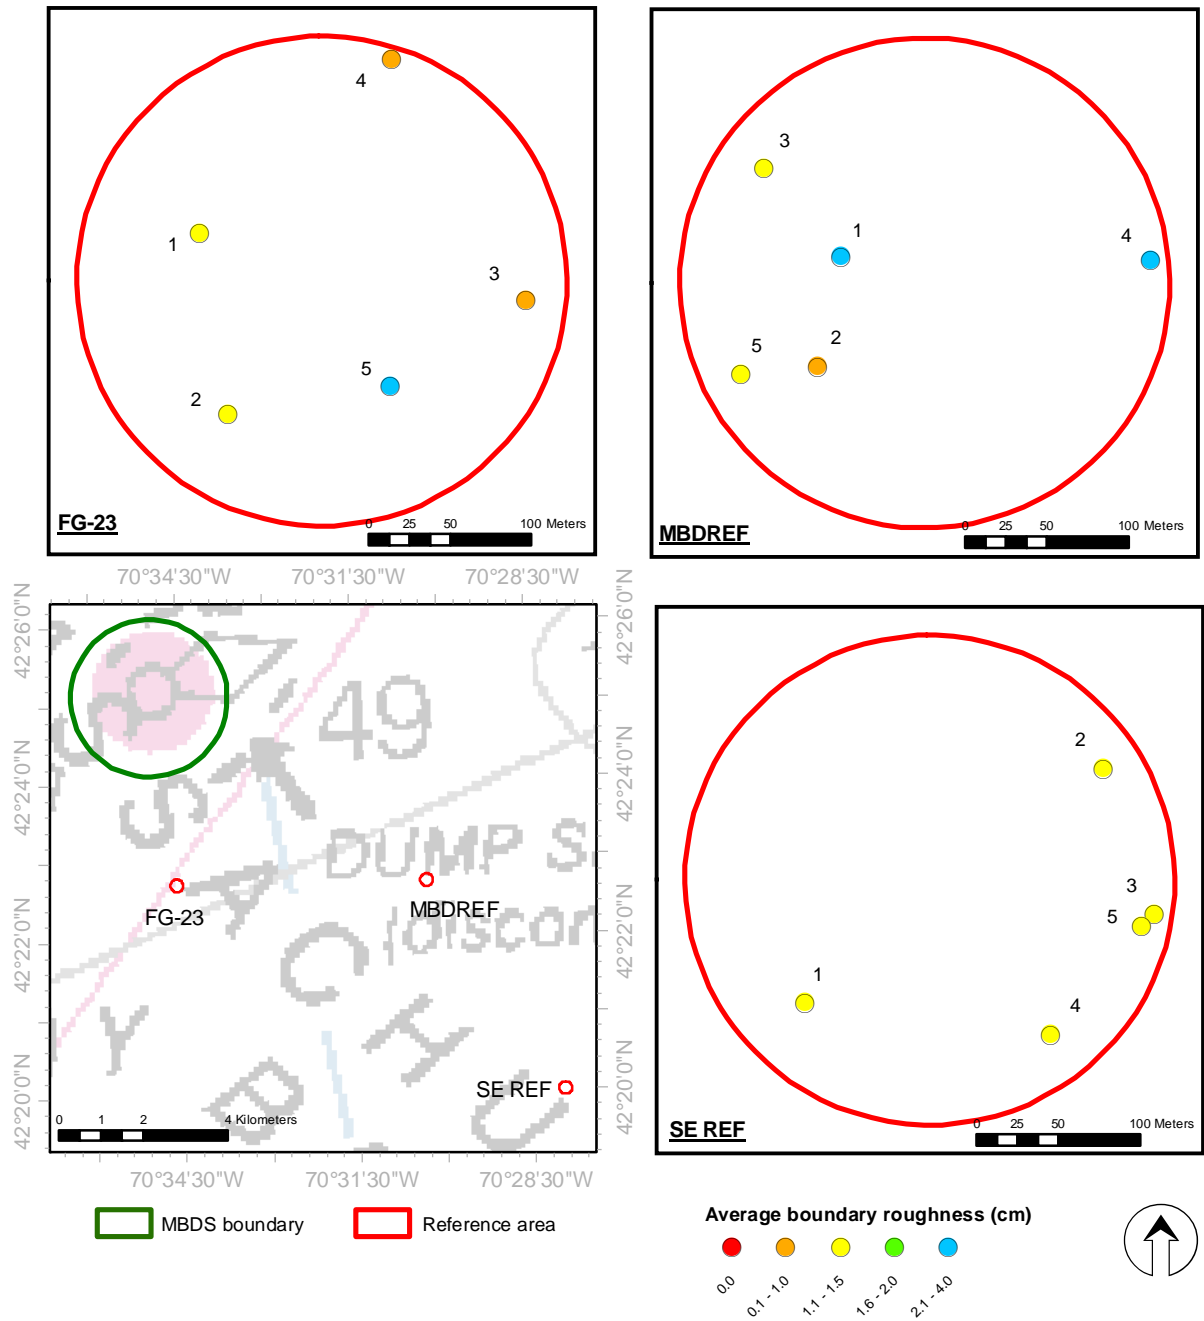 4
1
3
5
2
FG-23
0 25 50 100 Meters
3
1
4
2
5
MBDREF
0 25 50 100 Meters
70°34'30"W 70°31'30"W 70°28'30"W
42°26'0"N
42°24'0"N
42°22'0"N
42°20'0"N
49
DUMP S
(discon
FG-23
MBDREF
SE REF
0 1 2 4 Kilometers
70°34'30"W 70°31'30"W 70°28'30"W
42°26'0"N
42°24'0"N
42°22'0"N
42°20'0"N
2
3
5
1
4
SE REF
0 25 50 100 Meters
MBDS boundary
Reference area
Average boundary roughness (cm)
0.0
0.1 - 1.0
1.1 - 1.5
1.6 - 2.0
2.1 - 4.0